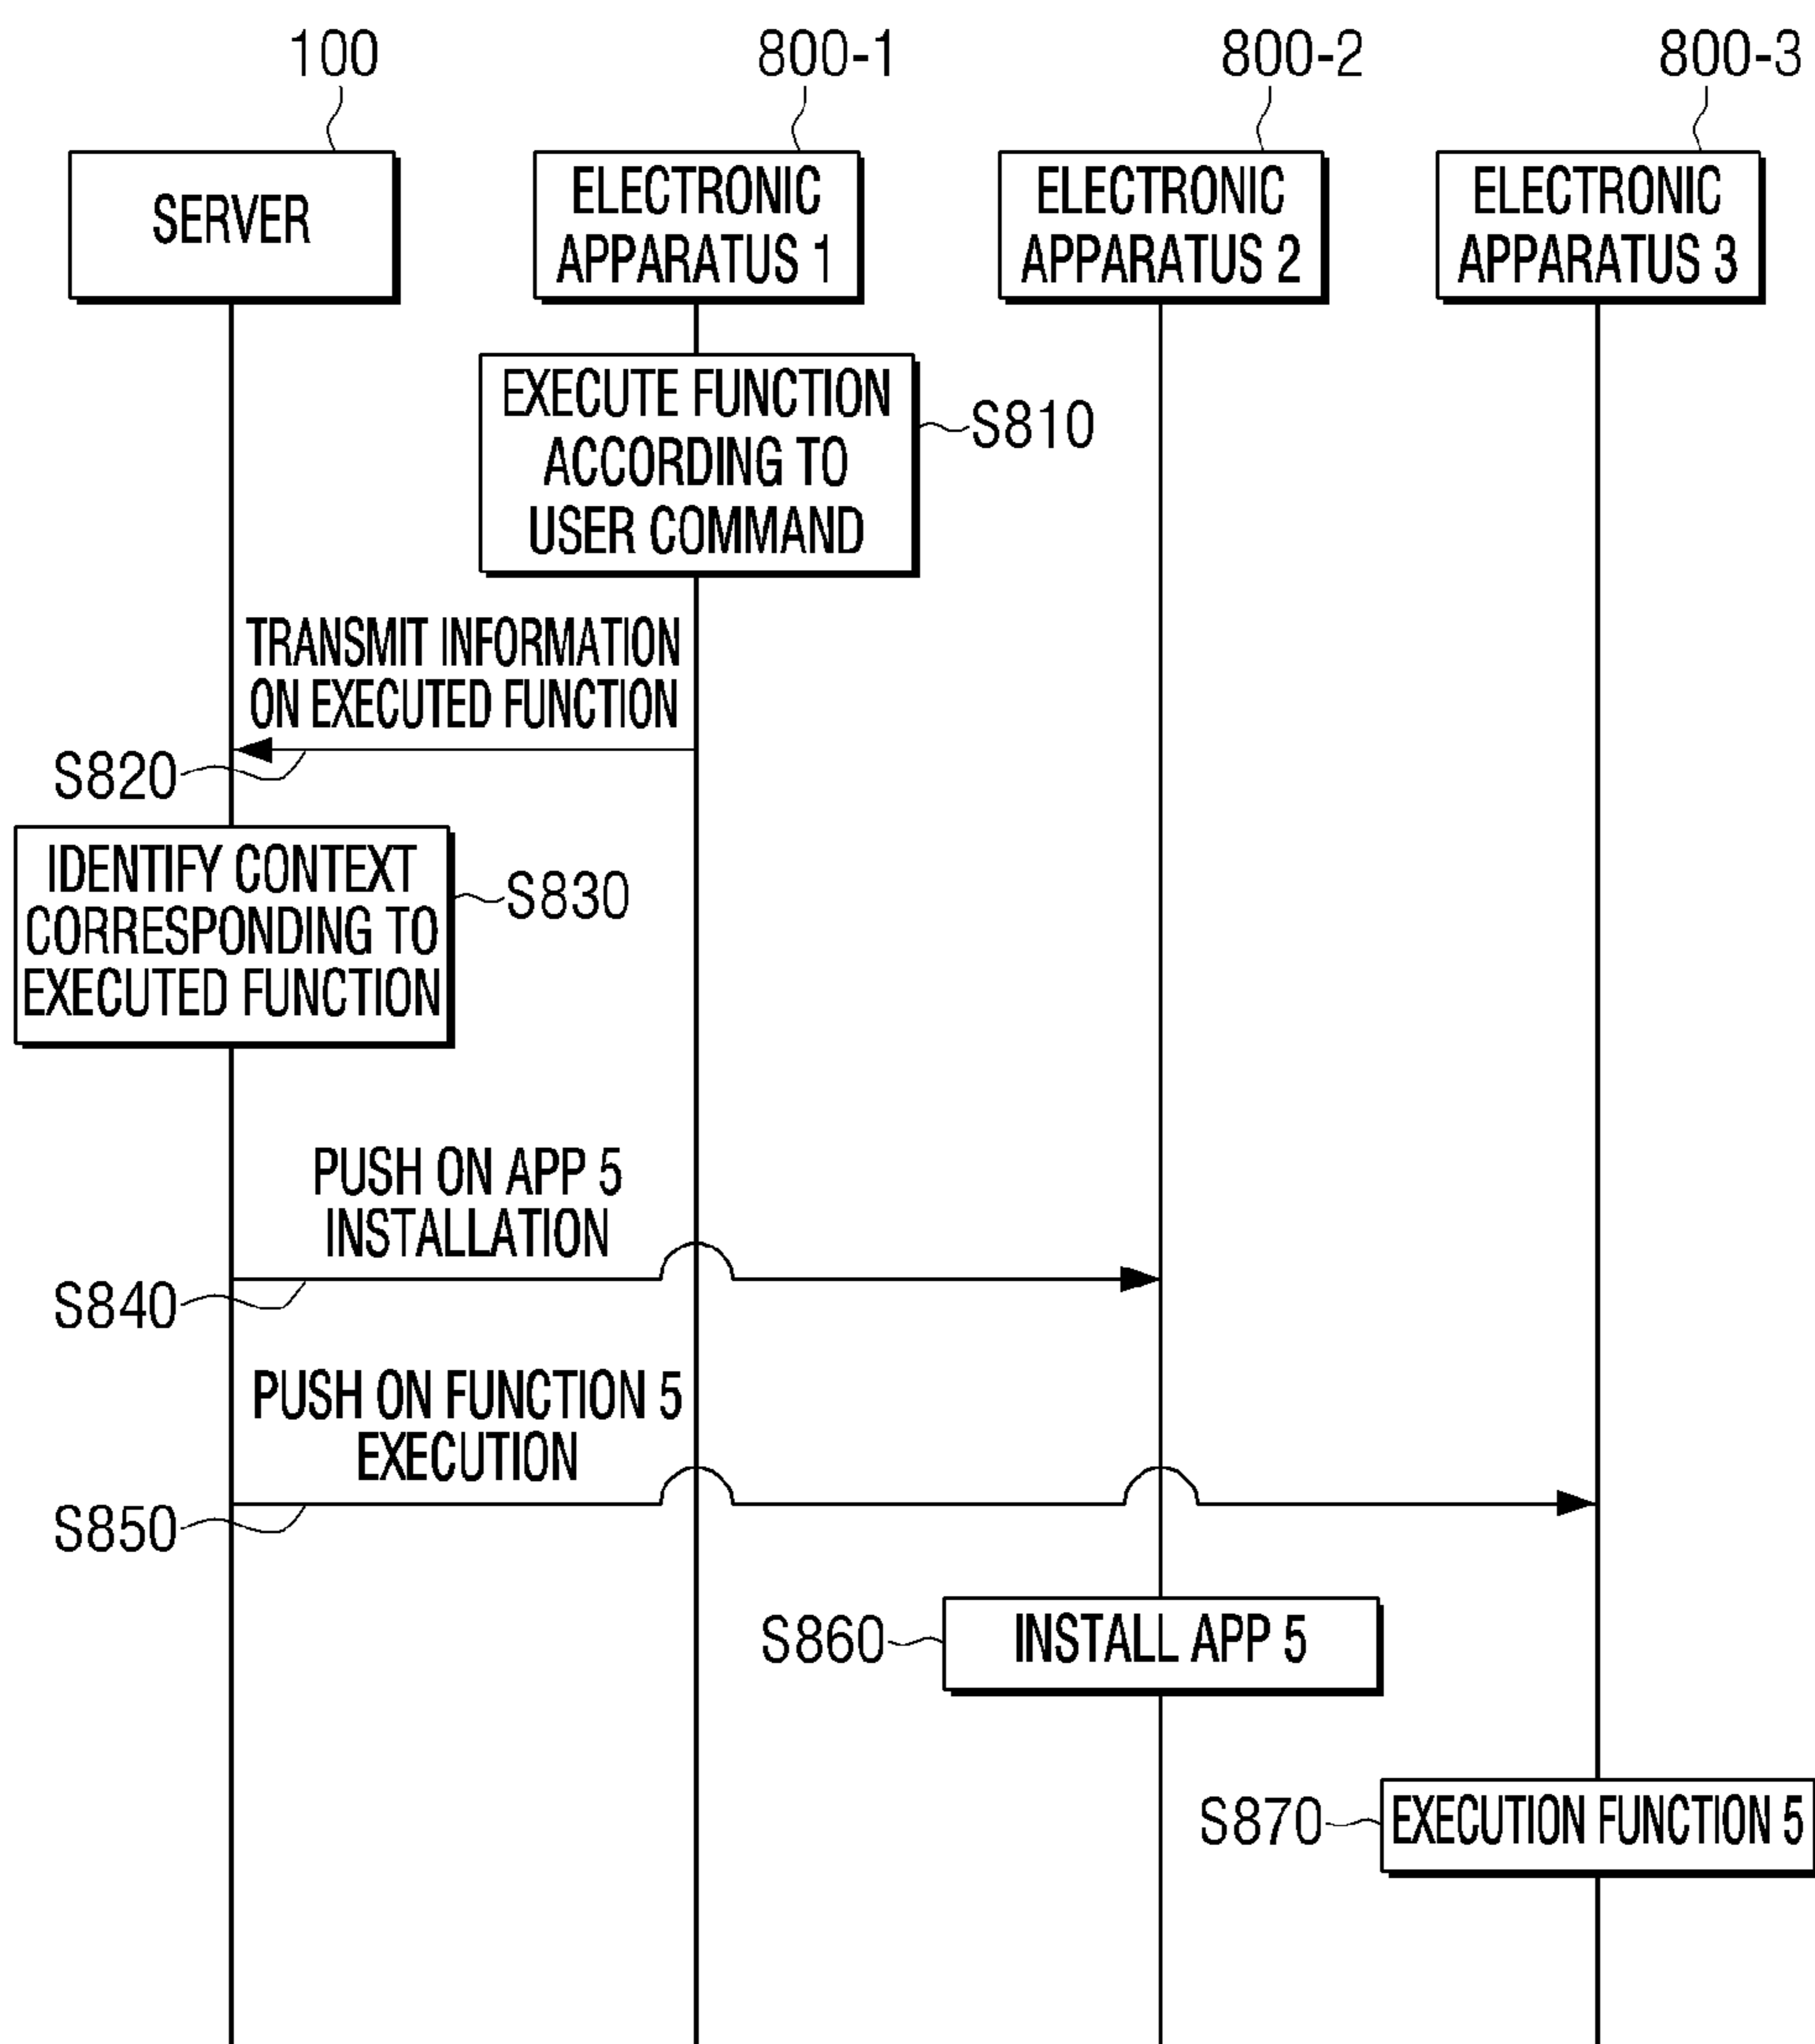 100
800-1
800-2
800-3
SERVER
ELECTRONIC
APPARATUS 1
ELECTRONIC
APPARATUS 2
ELECTRONIC
APPARATUS 3
EXECUTE FUNCTION
ACCORDING TO
USER COMMAND
S810
TRANSMIT INFORMATION
ON EXECUTED FUNCTION
S820
IDENTIFY CONTEXT
CORRESPONDING TO
EXECUTED FUNCTION
S830
PUSH ON APP 5
INSTALLATION
S840
PUSH ON FUNCTION 5
EXECUTION
S850
S860
INSTALL APP 5
S870
EXECUTION FUNCTION 5